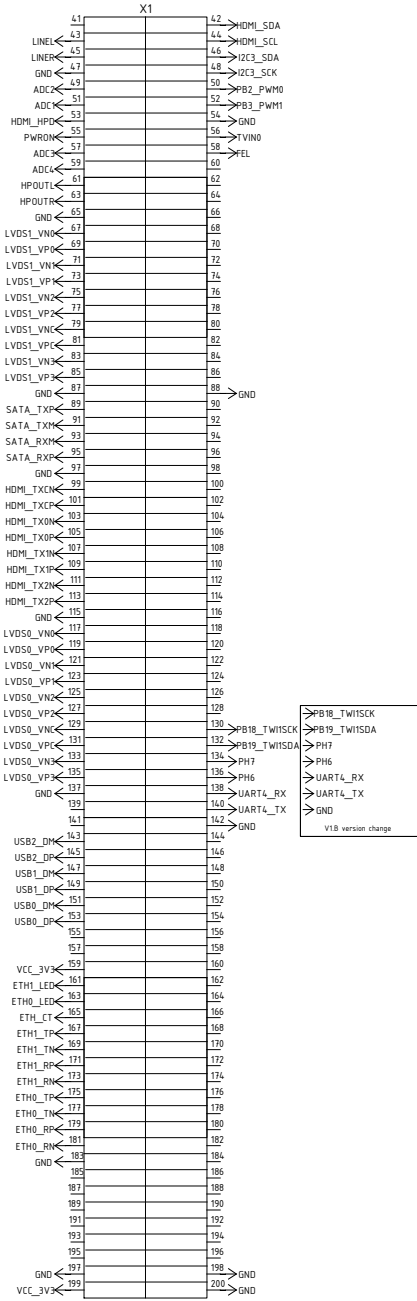 X1
41 42 HDMI_SDA
LINEL 43 44 HDMI_SCL
LINER 45 46 I2C3_SDA
GND 47 48 I2C3_SCK
ADC2 49 50 PB2_PWM0
ADC1 51 52 PB3_PWM1
HDMI_HPD 53 54 GND
PWRON 55 56 TVIN0
ADC3 57 58 FEL
ADC4 59 60
HPOUTL 61 62
HPOUTR 63 64
GND 65 66
LVDS1_VN0 67 68
LVDS1_VP0 69 70
LVDS1_VN1 71 72
LVDS1_VP1 73 74
LVDS1_VN2 75 76
LVDS1_VP2 77 78
LVDS1_VNC 79 80
LVDS1_VPC 81 82
LVDS1_VN3 83 84
LVDS1_VP3 85 86
GND 87 88 GND
SATA_TXP 89 90
SATA_TXM 91 92
SATA_RXM 93 94
SATA_RXP 95 96
GND 97 98
HDMI_TXCN 99 100
HDMI_TXCP 101 102
HDMI_TX0N 103 104
HDMI_TX0P 105 106
HDMI_TX1N 107 108
HDMI_TX1P 109 110
HDMI_TX2N 111 112
HDMI_TX2P 113 114
GND 115 116
LVDS0_VN0 117 118
LVDS0_VP0 119 120
LVDS0_VN1 121 122
LVDS0_VP1 123 124
LVDS0_VN2 125 126
LVDS0_VP2 127 128
LVDS0_VNC 129 130 PB18_TWI1SCK
LVDS0_VPC 131 132 PB19_TWI1SDA
LVDS0_VN3 133 134 PH7
LVDS0_VP3 135 136 PH6
GND 137 138 UART4_RX
139 140 UART4_TX
141 142 GND
USB2_DM 143 144
USB2_DP 145 146
USB1_DM 147 148
USB1_DP 149 150
USB0_DM 151 152
USB0_DP 153 154
155 156
157 158
VCC_3V3 159 160
ETH1_LED 161 162
ETH0_LED 163 164
ETH_CT 165 166
ETH1_TP 167 168
ETH1_TN 169 170
ETH1_RP 171 172
ETH1_RN 173 174
ETH0_TP 175 176
ETH0_TN 177 178
ETH0_RP 179 180
ETH0_RN 181 182
GND 183 184
185 186
187 188
189 190
191 192
193 194
195 196
GND 197 198 GND
VCC_3V3 199 200 GND
PB18_TWI1SCK
PB19_TWI1SDA
PH7
PH6
UART4_RX
UART4_TX
GND
V1.B version change